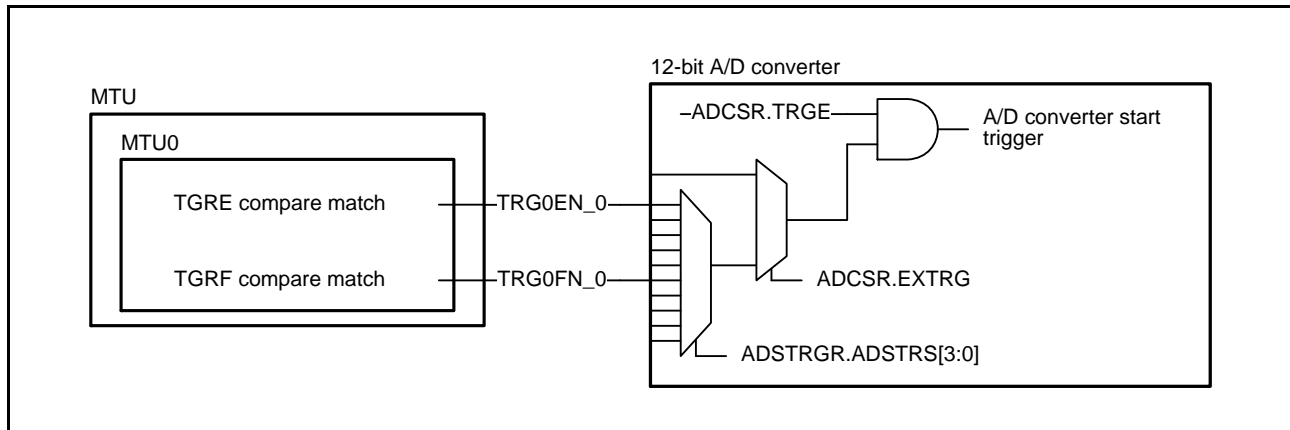 12-bit A/D converter
MTU
ADCSR.TRGE
A/D converter start
trigger
MTU0
TGRE compare match
TRG0EN_0
TGRF compare match
TRG0FN_0
ADCSR.EXTRG
ADSTRGR.ADSTRS[3:0]